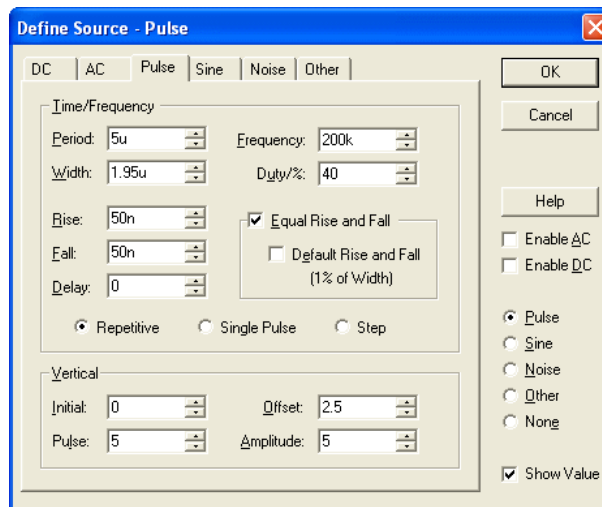 Define Source - Pulse
DC AC Pulse Sine Noise Other
OK
Cancel
Help
Enable AC
Enable DC
Pulse
Sine
Noise
Other
None
Show Value
Time/Frequency
Period: 5u Frequency: 200k
Width: 1.95u Duty/%: 40
Rise: 50n Equal Rise and Fall
Fall: 50n Default Rise and Fall
(1% of Width)
Delay: 0
Repetitive Single Pulse Step
Vertical
Initial: 0 Offset: 2.5
Pulse: 5 Amplitude: 5